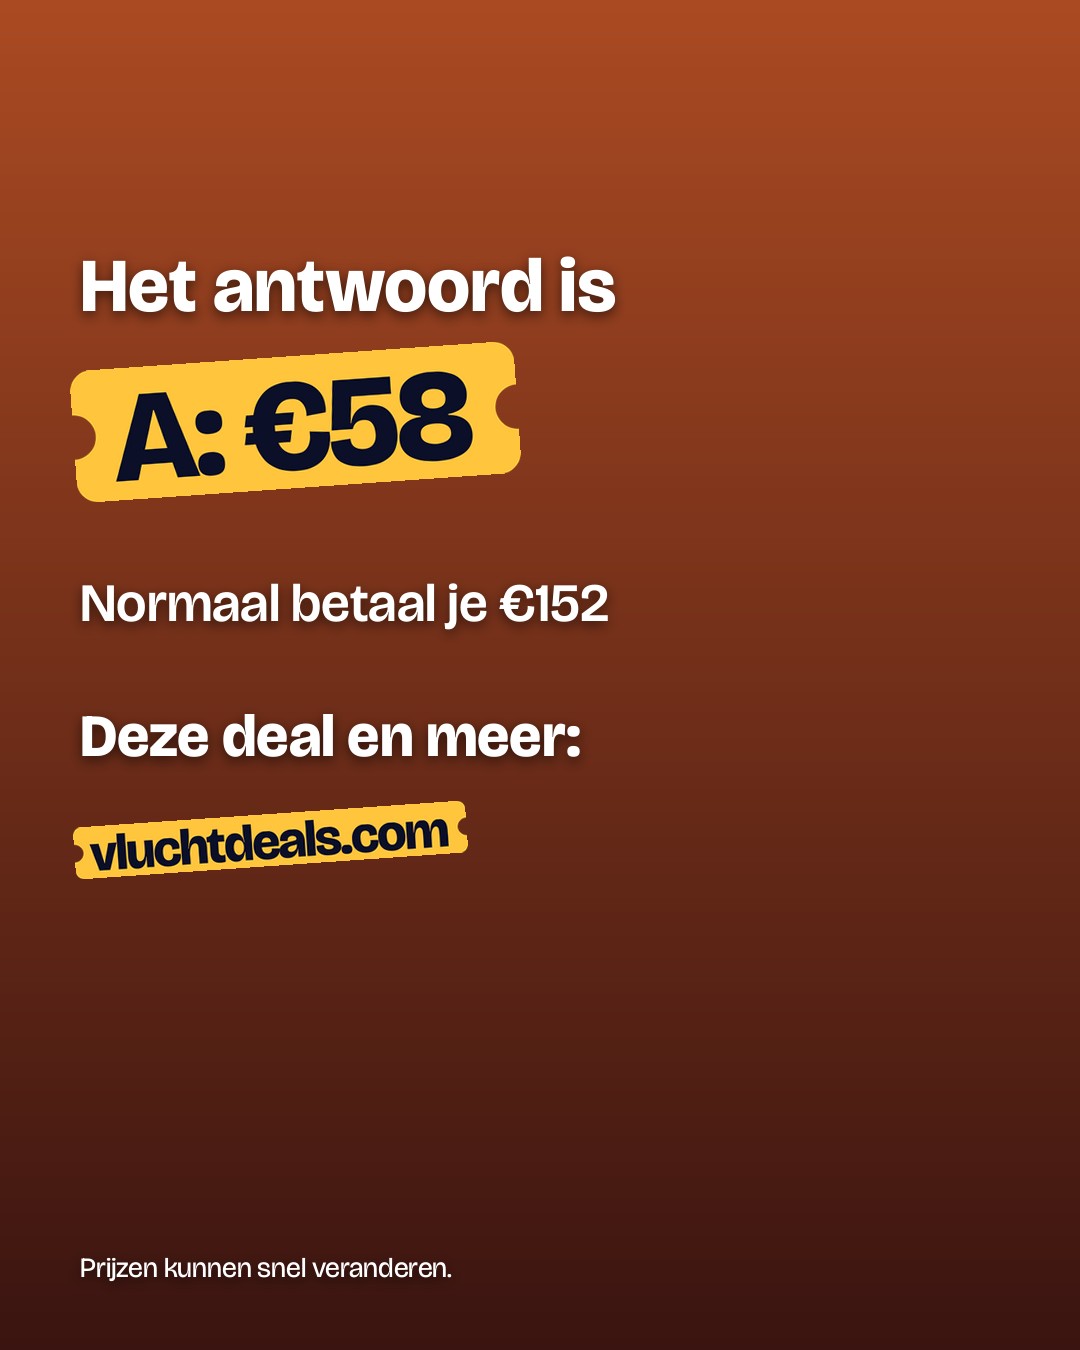 Het antwoord is
A: €58
Normaal betaal je €152
Deze deal en meer:
vluchtdeals.com
Prijzen kunnen snel veranderen.